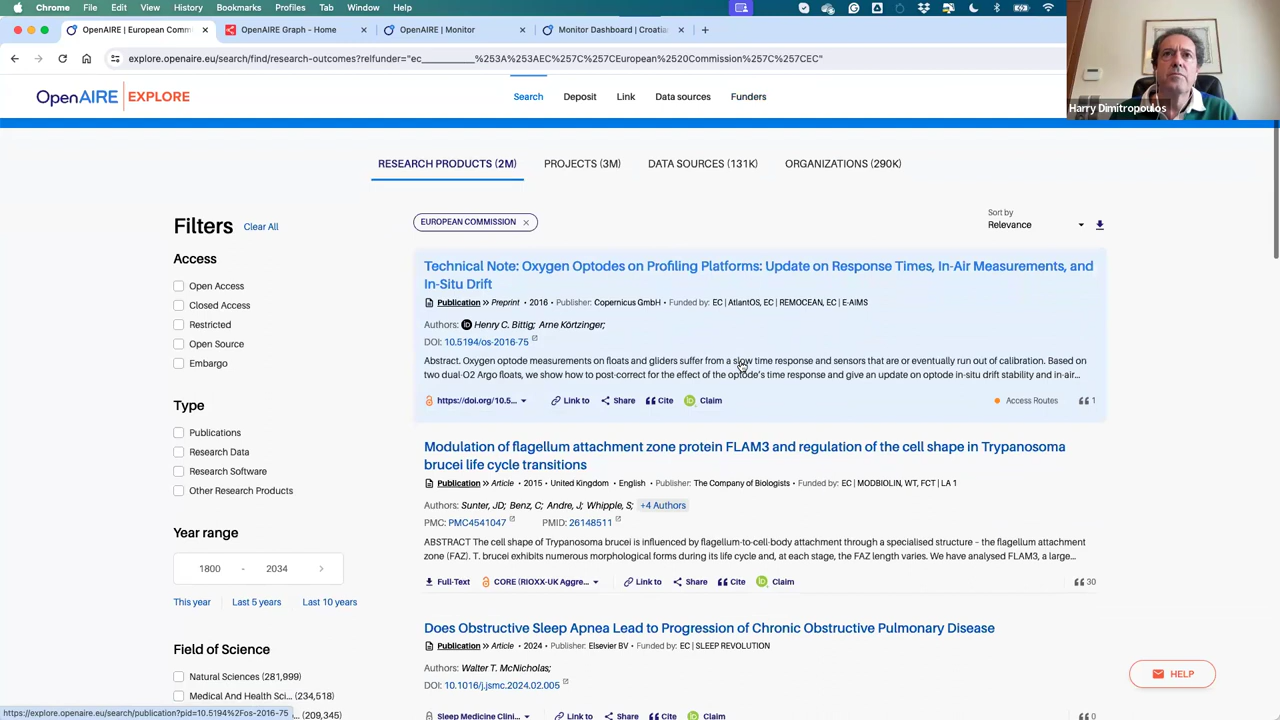 Profiles Tab Window Help
OpenAIRE | European Comm
OpenAIRE Graph - Home
OpenAIRE | Monitor
Monitor Dashboard | Croatia
explore.openaire.eu/search/find/research-outcomes?relfunder="ec__________%253A%253AEC%257C%257CEuropean%2520Commission%257C%257CEC"
Harry Dimitropoulos
OpenAIRE | EXPLORE
Search
Deposit
Link
Data sources
Funders
RESEARCH PRODUCTS (2M)
PROJECTS (3M)
DATA SOURCES (131K)
ORGANIZATIONS (290K)
Filters Clear All
Access
Open Access
Closed Access
Restricted
Open Source
Embargo
Type
Publications
Research Data
Research Software
Other Research Products
Year range
1800 - 2034
This year Last 5 years Last 10 years
Field of Science
Natural Sciences (281,999)
Medical And Health Sci... (234,518)
209,345)
EUROPEAN COMMISSION
Sort by
Relevance
Technical Note: Oxygen Optodes on Profiling Platforms: Update on Response Times, In-Air Measurements, and
In-Situ Drift
Publication >> Preprint • 2016 • Publisher: Copernicus GmbH • Funded by: EC | AtlantOS, EC | REMOCEAN, EC | E-AIMS
Authors: Henry C. Bittig; Arne Körtzinger;
DOI: 10.5194/os-2016-75
Abstract. Oxygen optode measurements on floats and gliders suffer from a slow time response and sensors that are or eventually run out of calibration. Based on
two dual-O2 Argo floats, we show how to post-correct for the effect of the optode's time response and give an update on optode in-situ drift stability and in-air...
https://doi.org/10.5... Link to Share Cite Claim Access Routes 1
Modulation of flagellum attachment zone protein FLAM3 and regulation of the cell shape in Trypanosoma
brucei life cycle transitions
Publication >> Article • 2015 • United Kingdom • English • Publisher: The Company of Biologists • Funded by: EC | MODBIOLIN, WT, FCT | LA 1
Authors: Sunter, JD; Benz, C; Andre, J; Whipple, S; +4 Authors
PMC: PMC4541047 PMID: 26148511
ABSTRACT The cell shape of Trypanosoma brucei is influenced by flagellum-to-cell-body attachment through a specialised structure – the flagellum attachment
zone (FAZ). T. brucei exhibits numerous morphological forms during its life cycle and, at each stage, the FAZ length varies. We have analysed FLAM3, a large...
Full-Text CORE (RIOXX-UK Aggre... Link to Share Cite Claim 30
Does Obstructive Sleep Apnea Lead to Progression of Chronic Obstructive Pulmonary Disease
Publication >> Article • 2024 • Publisher: Elsevier BV • Funded by: EC | SLEEP REVOLUTION
Authors: Walter T. McNicholas;
DOI: 10.1016/j.jsmc.2024.02.005
Sleep Medicine Clini... Link to Share Cite Claim 0
HELP
https://explore.openaire.eu/search/publication?pid=10.5194%2Fos-2016-75